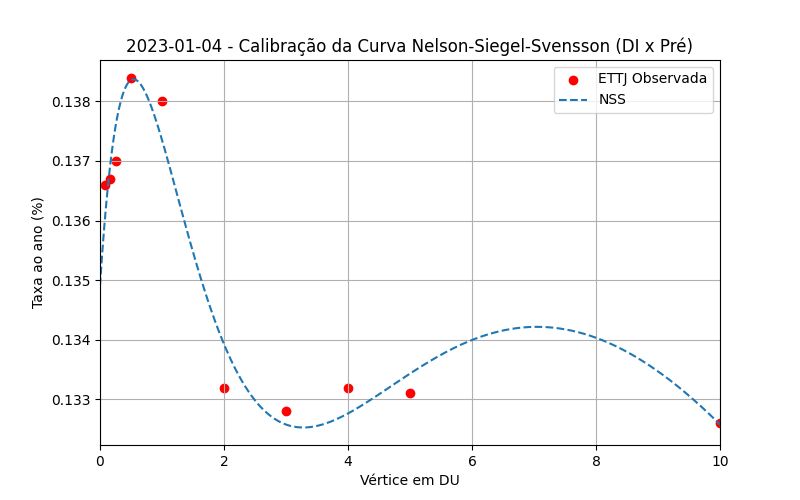 2023-01-04 - Calibração da Curva Nelson-Siegel-Svensson (DI x Pré)
ETTJ Observada
NSS
Taxa ao ano (%)
0.138
0.137
0.136
0.135
0.134
0.133
0 2 4 6 8 10
Vértice em DU